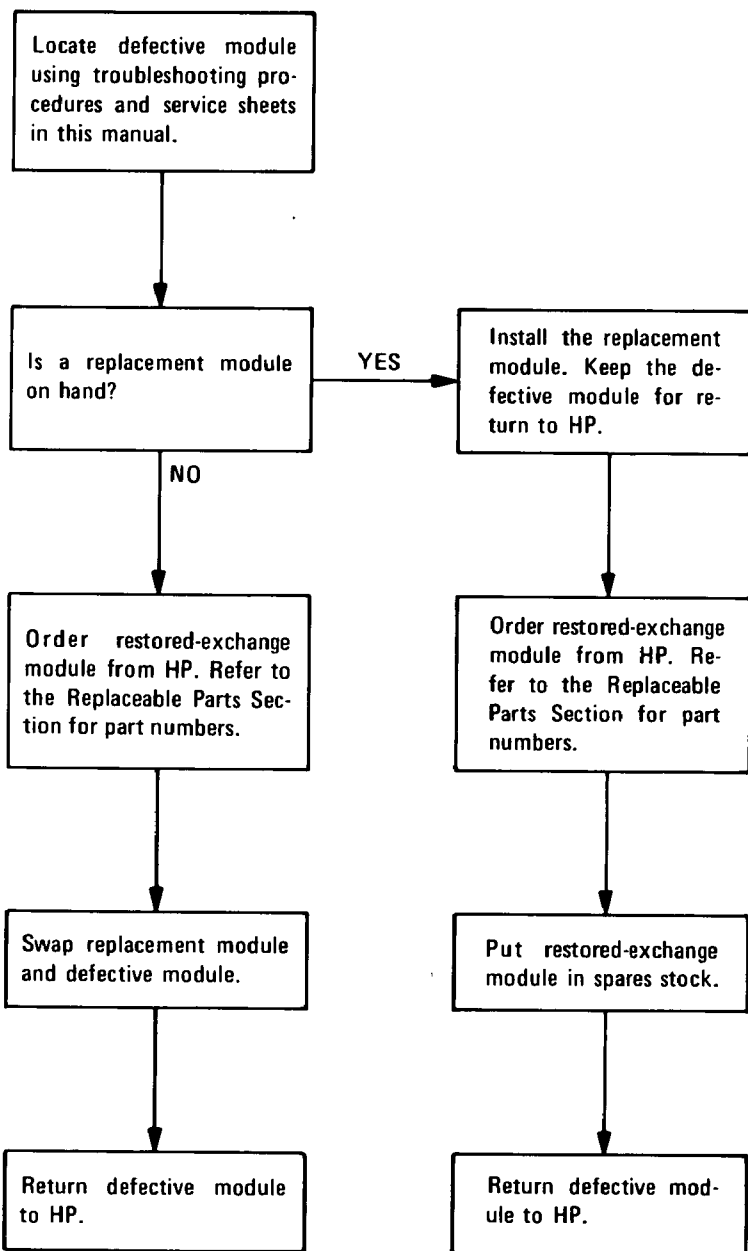 Locate defective module
using troubleshooting pro-
cedures and service sheets
in this manual.
Is a replacement module
on hand?
YES
Install the replacement
module. Keep the de-
fective module for re-
turn to HP.
NO
Order restored-exchange
module from HP. Refer to
the Replaceable Parts Sec-
tion for part numbers.
Order restored-exchange
module from HP. Re-
fer to the Replaceable
Parts Section for part
numbers.
Swap replacement module
and defective module.
Put restored-exchange
module in spares stock.
Return defective module
to HP.
Return defective mod-
ule to HP.